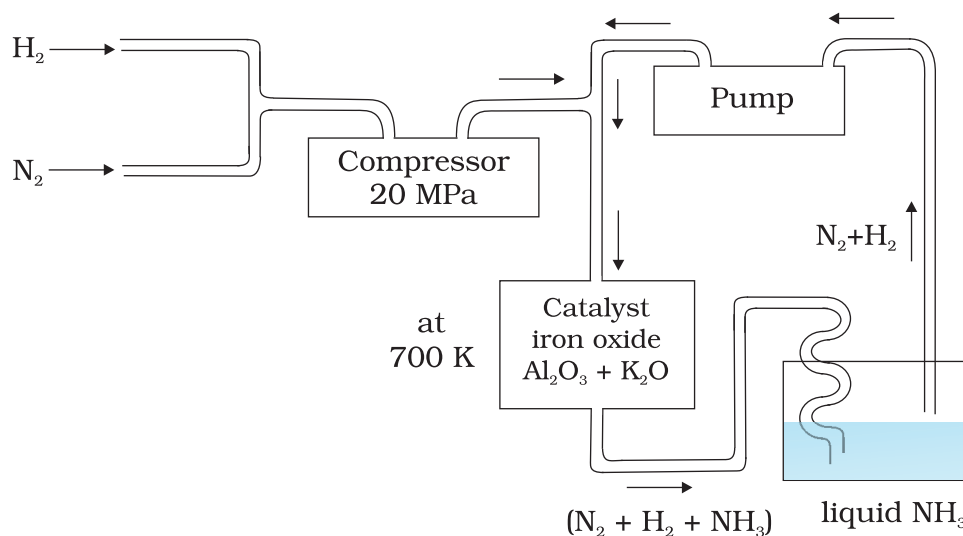 H₂
N₂
Compressor
20 MPa
Pump
N₂+H₂
at
700 K
Catalyst
iron oxide
Al₂O₃ + K₂O
(N₂ + H₂ + NH₃)
liquid NH₃